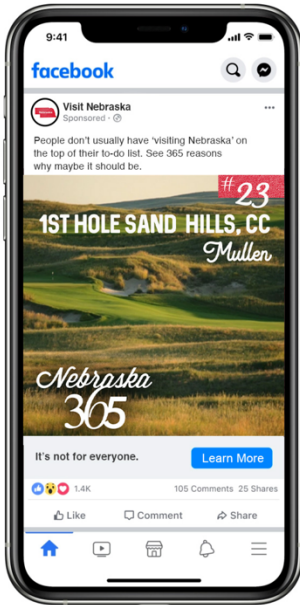 9:41
facebook
Visit Nebraska
Sponsored ·
People don't usually have 'visiting Nebraska' on
the top of their to-do list. See 365 reasons
why maybe it should be.
#23
1ST HOLE SAND HILLS, CC
Mullen
Nebraska
365
It's not for everyone.
Learn More
1.4K
105 Comments 25 Shares
Like
Comment
Share